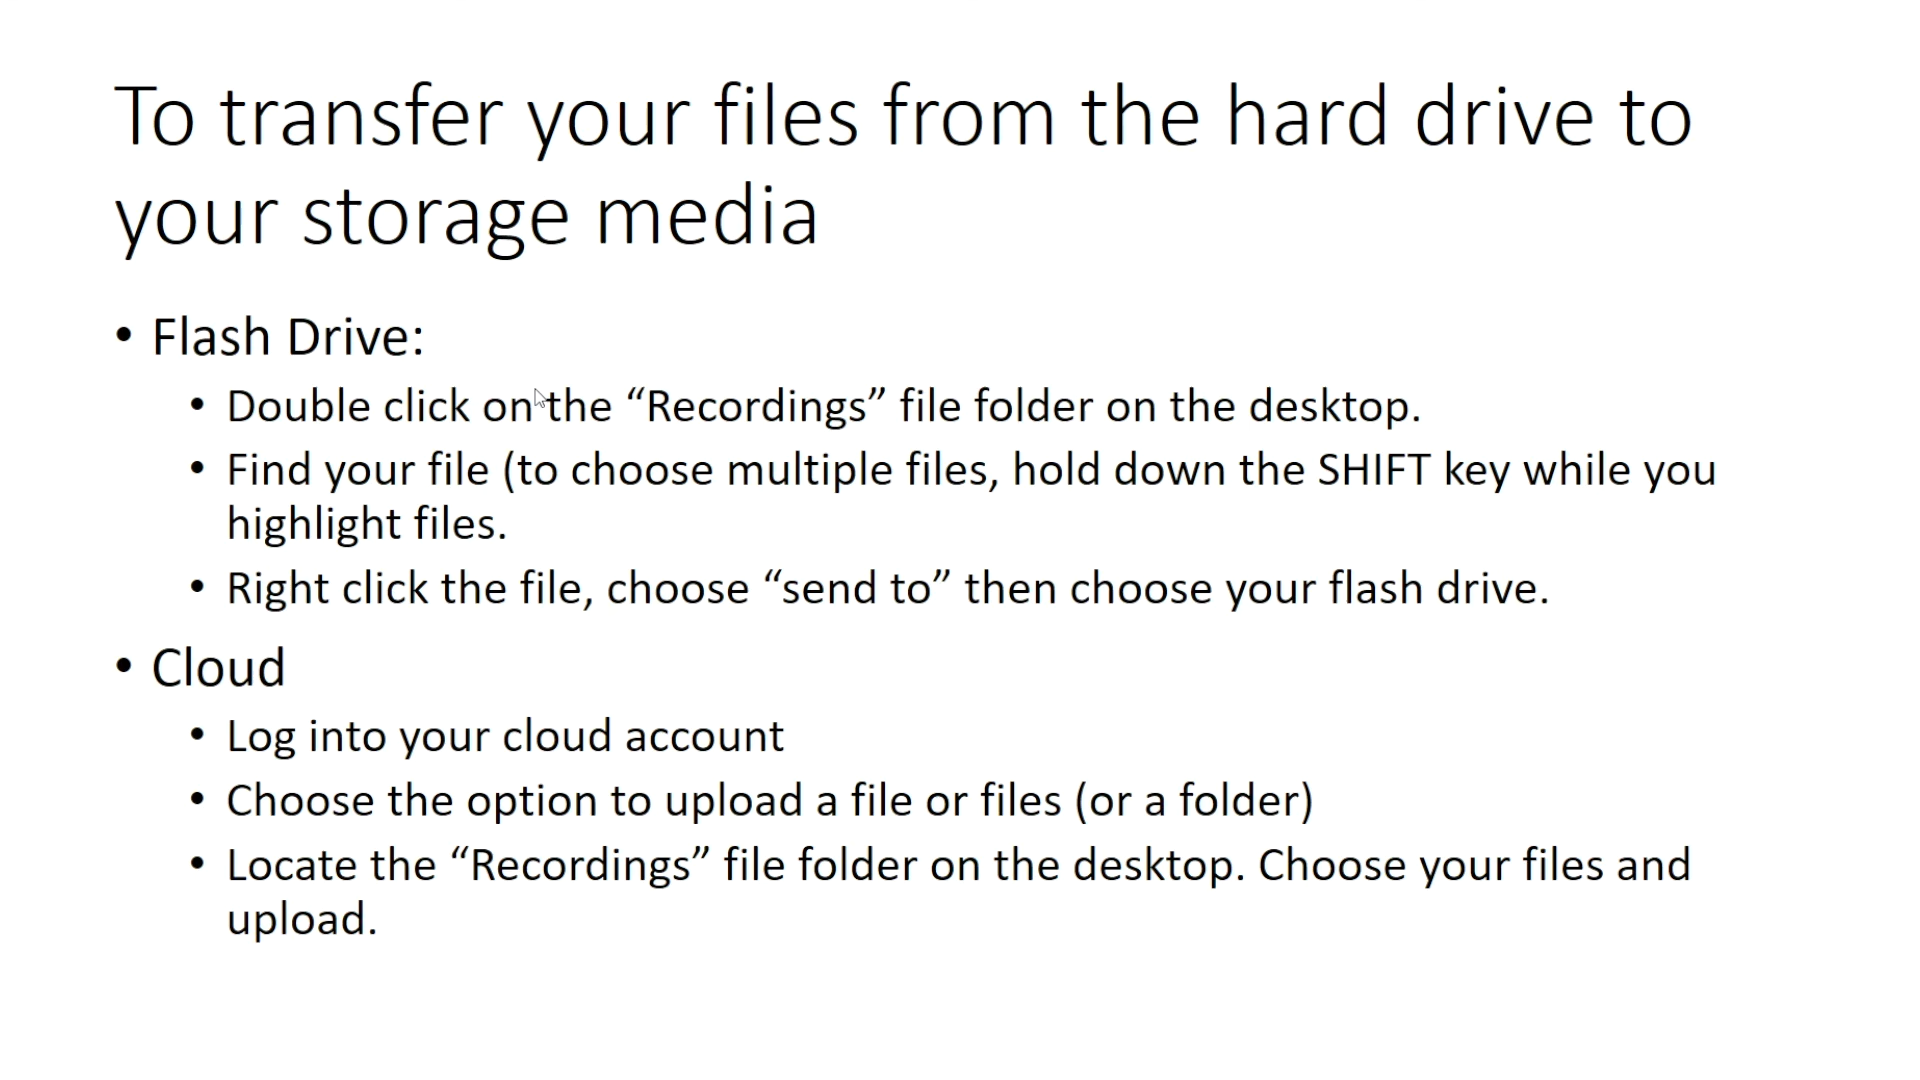 To transfer your files from the hard drive to
your storage media
• Flash Drive:
• Double click on the “Recordings” file folder on the desktop.
• Find your file (to choose multiple files, hold down the SHIFT key while you
highlight files.
• Right click the file, choose “send to” then choose your flash drive.
• Cloud
• Log into your cloud account
• Choose the option to upload a file or files (or a folder)
• Locate the “Recordings” file folder on the desktop. Choose your files and
upload.